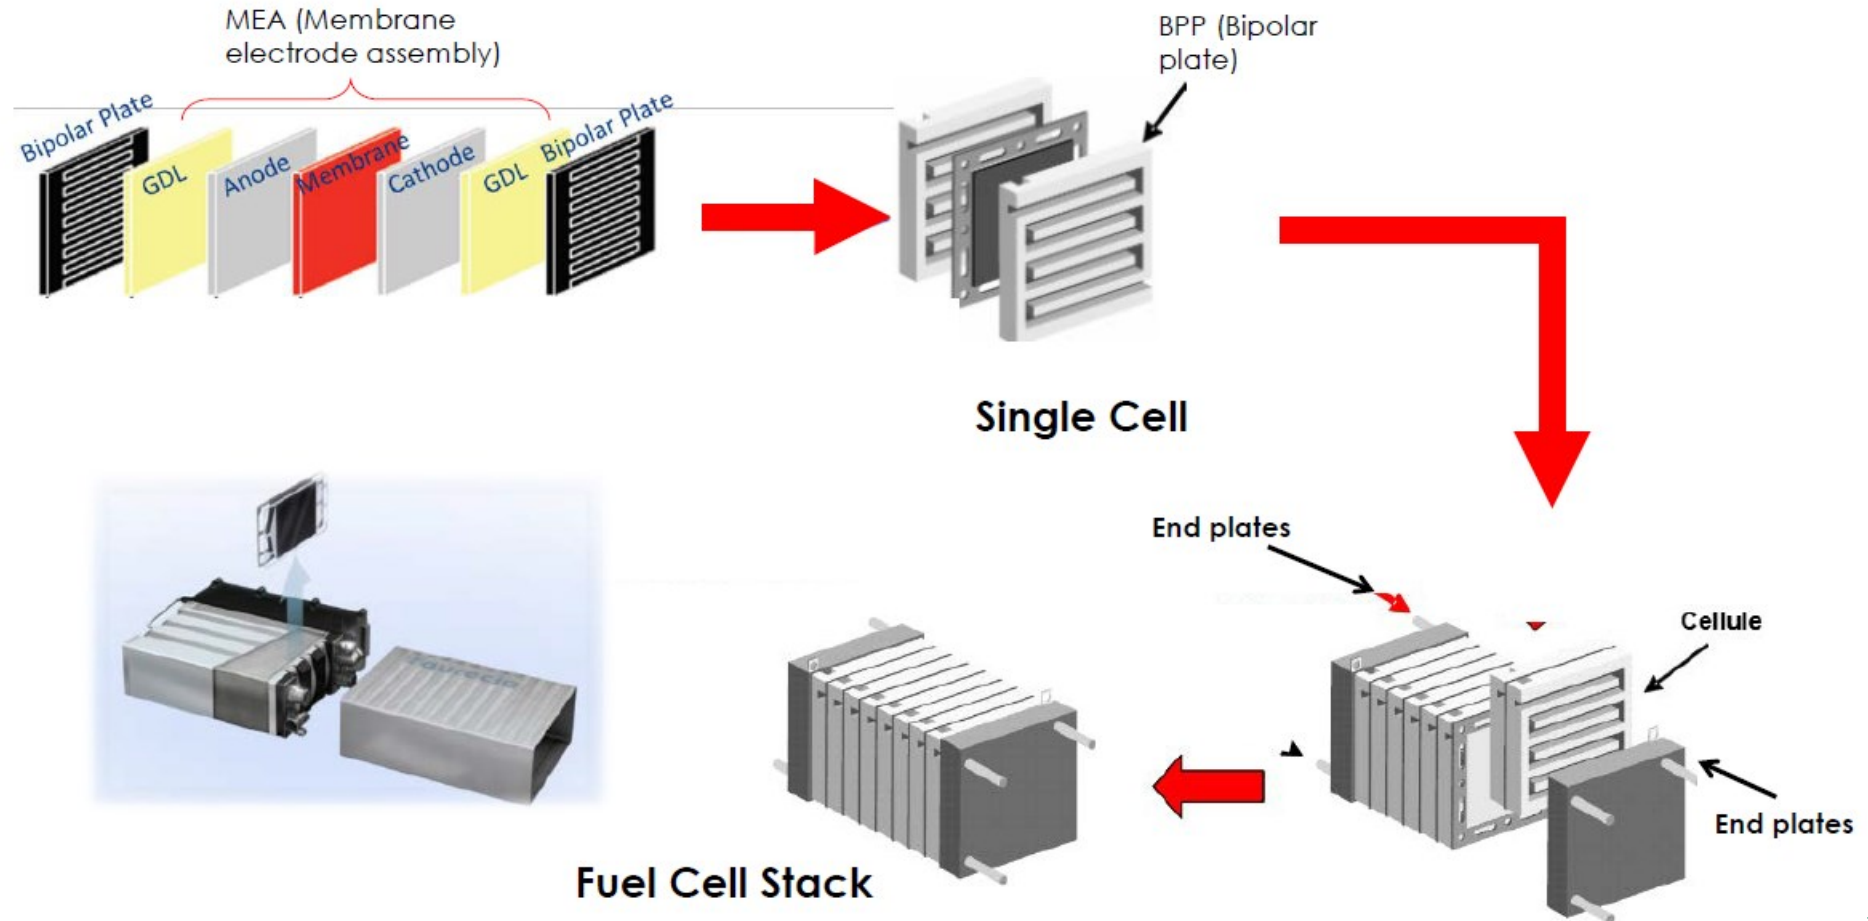 MEA (Membrane
electrode assembly)
BPP (Bipolar
plate)
Bipolar Plate
GDL
Anode
Membrane
Cathode
GDL
Bipolar Plate
Single Cell
End plates
Cellule
faurecia
End plates
Fuel Cell Stack